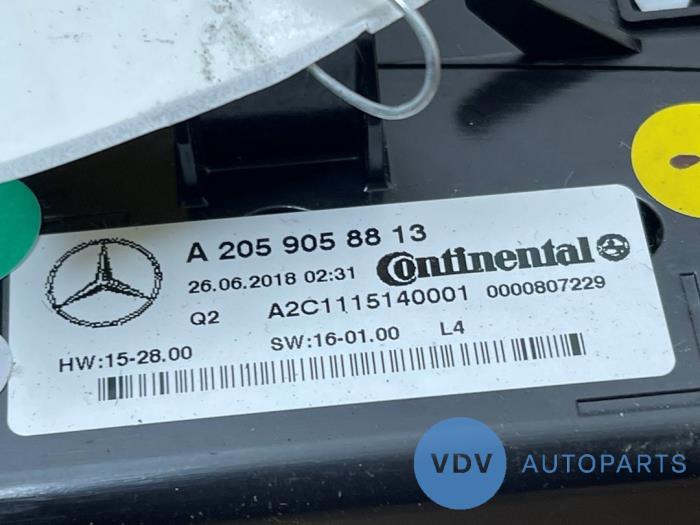 A 205 905 88 13
26.06.2018 02:31
Continental
Q2 A2C1115140001 0000807229
HW:15-28.00 SW:16-01.00 L4
VDV AUTOPARTS